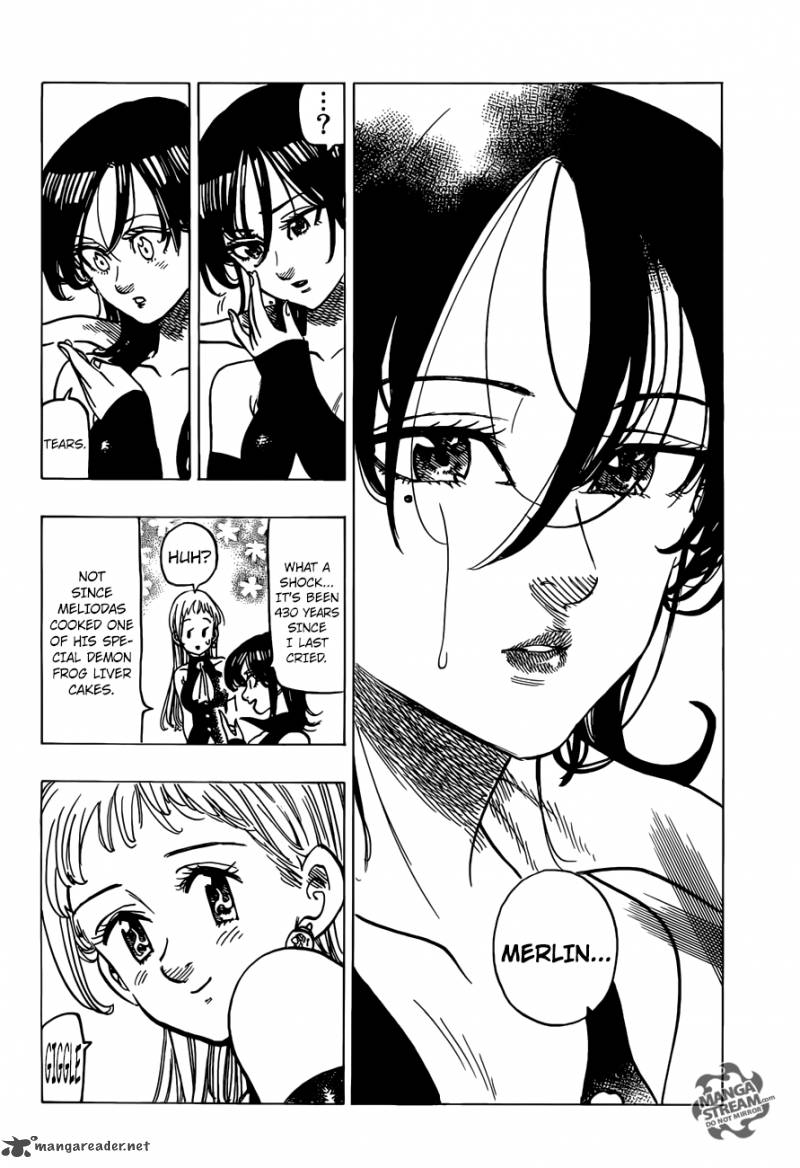 MERLIN...
...?
TEARS.
WHAT A
SHOCK...
IT'S BEEN
430 YEARS
SINCE
I LAST
CRIED.
HUH?
NOT
SINCE
MELIODAS
COOKED ONE
OF HIS SPE-
CIAL DEMON
FROG LIVER
CAKES.
GIGGLE
MANGA
STREAM.com
DO NOT MIRROR
mangareader.net